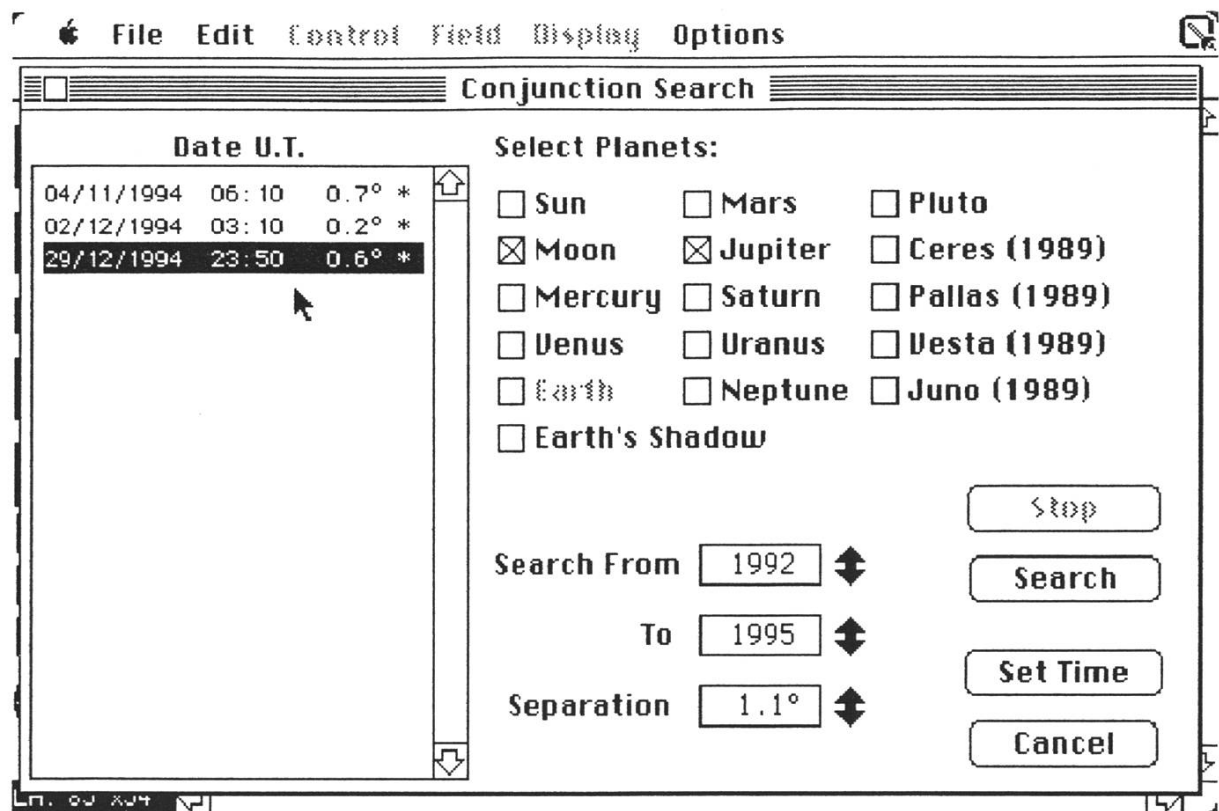 File Edit Control Field Display Options
Conjunction Search
Date U.T.
04/11/1994 06:10 0.7° *
02/12/1994 03:10 0.2° *
29/12/1994 23:50 0.6° *
Select Planets:
Sun Mars Pluto
Moon Jupiter Ceres (1989)
Mercury Saturn Pallas (1989)
Venus Uranus Vesta (1989)
Earth Neptune Juno (1989)
Earth's Shadow
Stop
Search From 1992
Search
To 1995
Set Time
Separation 1.1°
Cancel